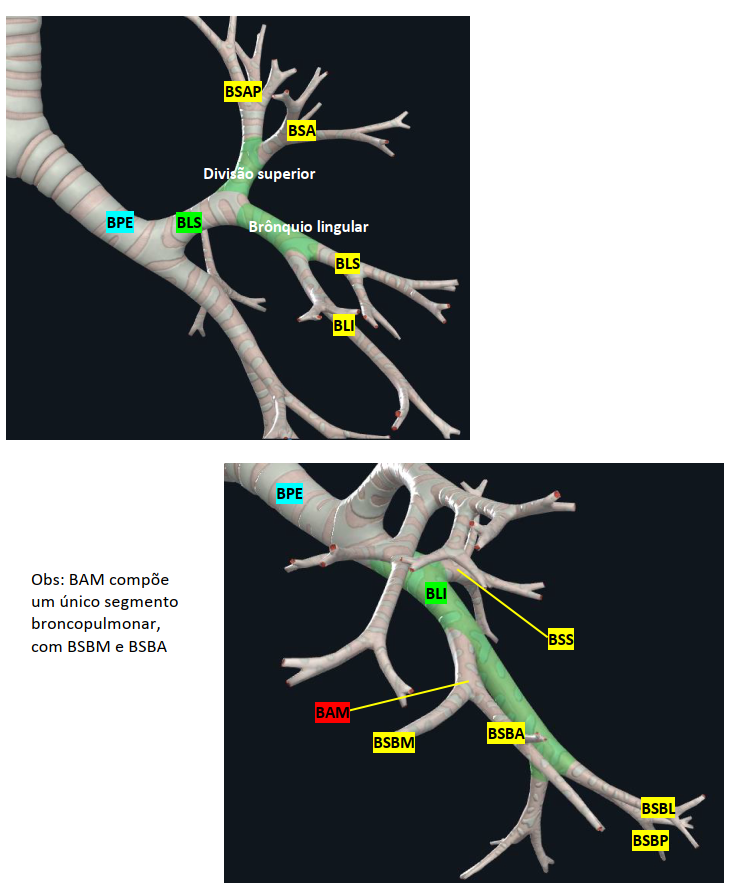 BSAP
BSA
Divisão superior
BPE
BLS
Brônquio lingular
BLS
BLI
BPE
Obs: BAM compõe
um único segmento
broncopulmonar,
com BSBM e BSBA
BLI
BSS
BAM
BSBM
BSBA
BSBL
BSBP